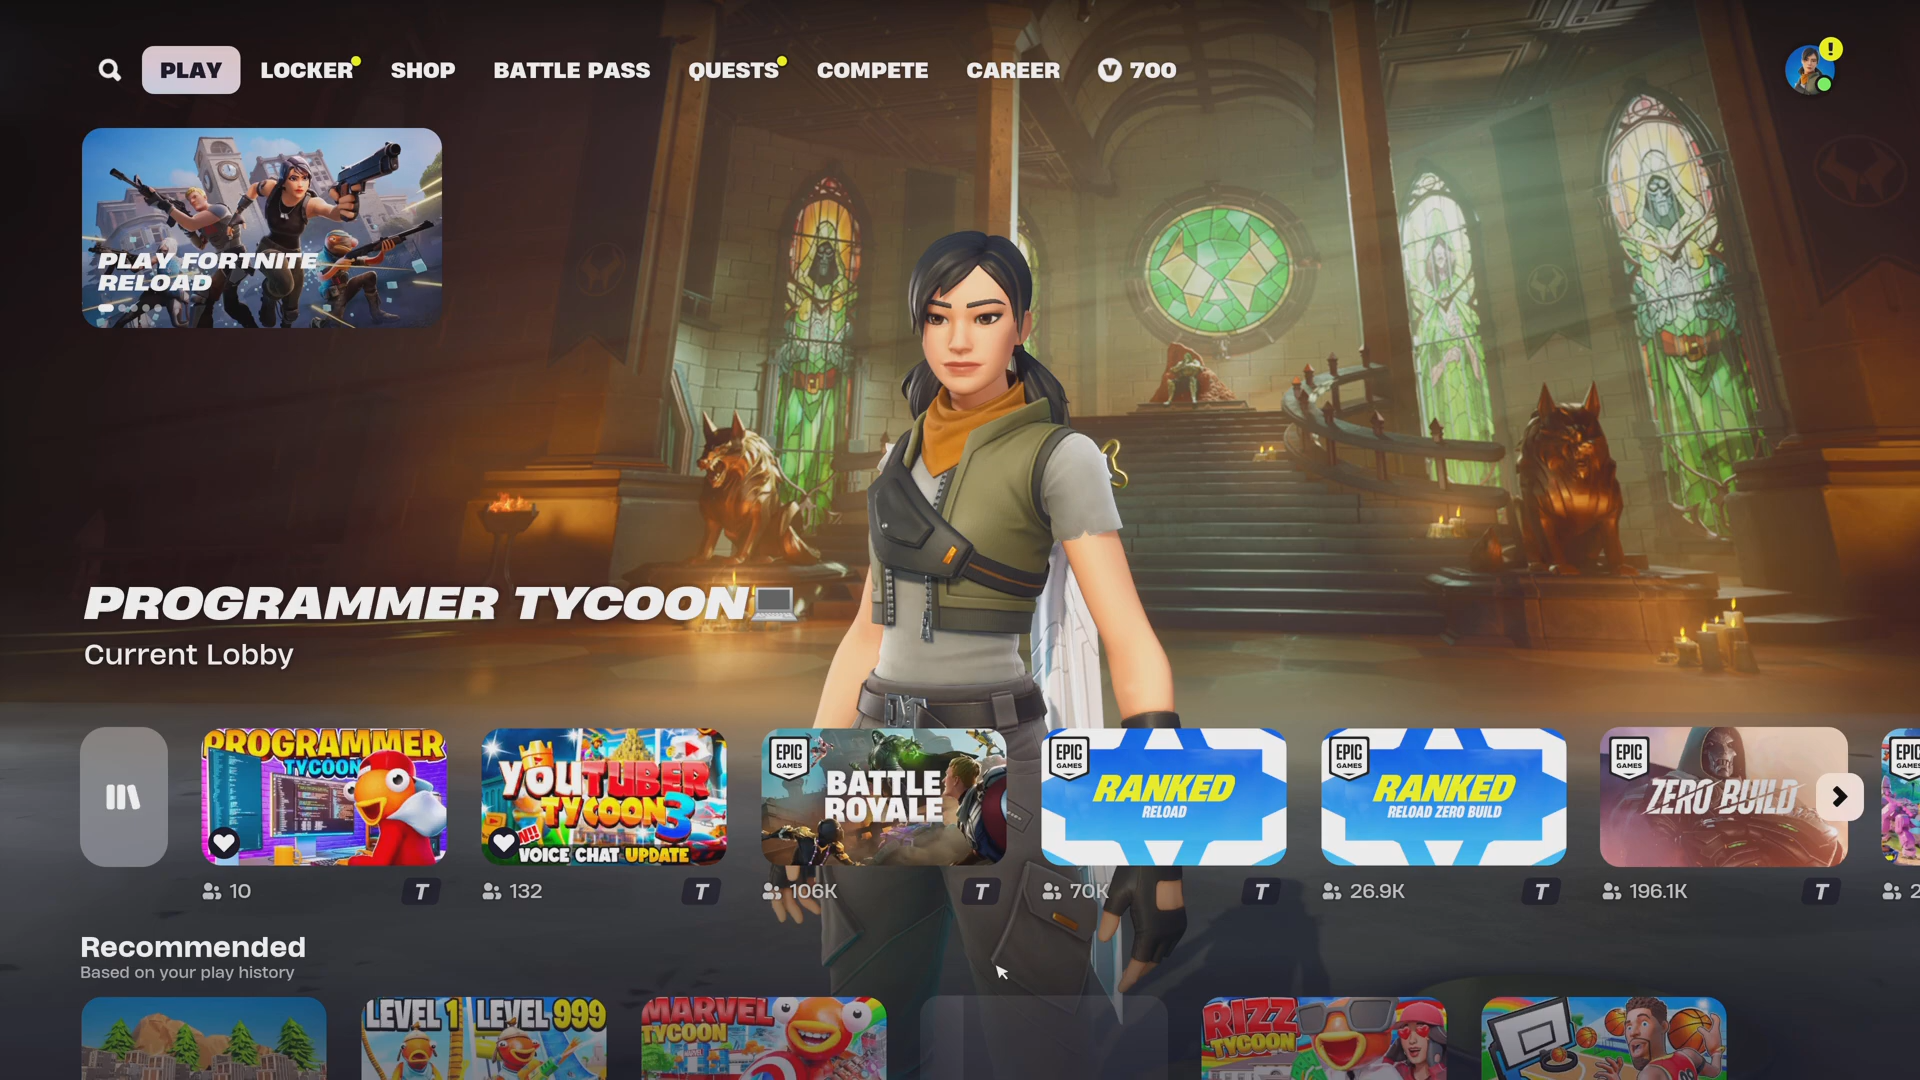 PLAY
LOCKER
SHOP
BATTLE PASS
QUESTS
COMPETE
CAREER
V 700
!
PLAY FORTNITE
RELOAD
PROGRAMMER TYCOON💻
Current Lobby
PROGRAMMER
TYCOON
YOUTUBER
TYCOON 3
VOICE CHAT UPDATE
EPIC
GAMES
BATTLE
ROYALE
EPIC
GAMES
RANKED
RELOAD
EPIC
GAMES
RANKED
RELOAD ZERO BUILD
EPIC
GAMES
ZERO BUILD
EPIC
GAMES
10
T
132
T
106K
T
70K
T
26.9K
T
196.1K
T
2
Recommended
Based on your play history
LEVEL 1
LEVEL 999
MARVEL
TYCOON
RIZZ
TYCOON